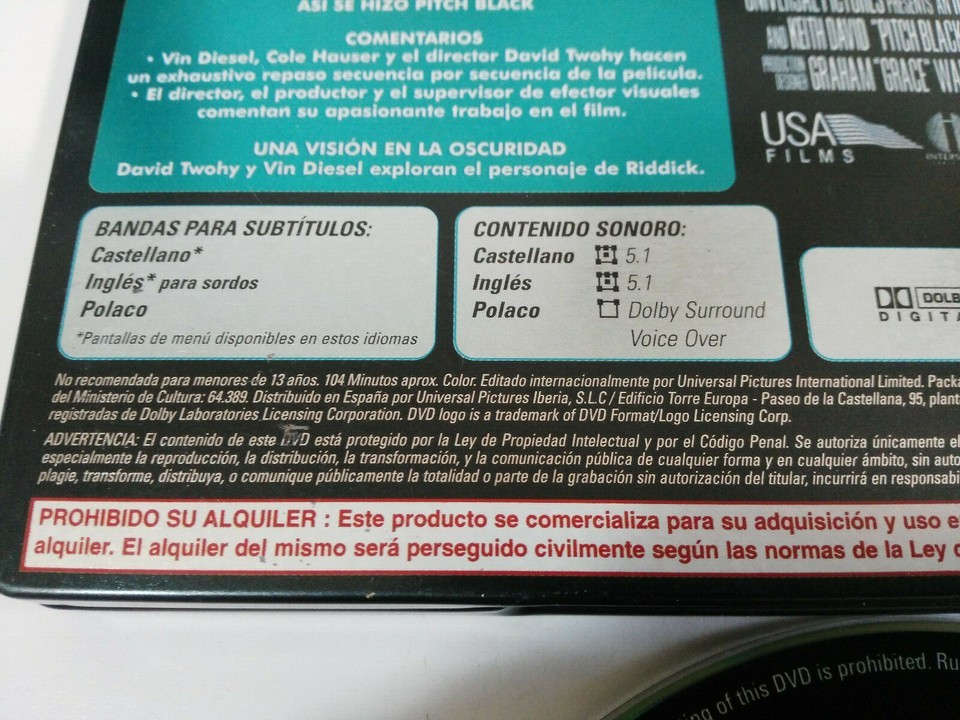 ASÍ SE HIZO PITCH BLACK
COMENTARIOS
• Vin Diesel, Cole Hauser y el director David Twohy hacen
un exhaustivo repaso secuencia por secuencia de la película.
• El director, el productor y el supervisor de efector visuales
comentan su apasionante trabajo en el film.
UNA VISIÓN EN LA OSCURIDAD
David Twohy y Vin Diesel exploran el personaje de Riddick.
UNIVERSAL PICTURES PRESENTS
AND KEITH DAVID "PITCH BLACK
PRODUCTION
DESIGNER GRAHAM "GRACE" WA
USA
FILMS
INTERS
BANDAS PARA SUBTÍTULOS:
Castellano*
Inglés* para sordos
Polaco
*Pantallas de menú disponibles en estos idiomas
CONTENIDO SONORO:
Castellano 5.1
Inglés 5.1
Polaco Dolby Surround
Voice Over
DOLB
DIGITA
No recomendada para menores de 13 años. 104 Minutos aprox. Color. Editado internacionalmente por Universal Pictures International Limited. Packa
del Ministerio de Cultura: 64.389. Distribuido en España por Universal Pictures Iberia, S.L.C / Edificio Torre Europa - Paseo de la Castellana, 95, plant
registradas de Dolby Laboratories Licensing Corporation. DVD logo is a trademark of DVD Format/Logo Licensing Corp.
ADVERTENCIA: El contenido de este DVD está protegido por la Ley de Propiedad Intelectual y por el Código Penal. Se autoriza únicamente el
especialmente la reproducción, la distribución, la transformación, y la comunicación pública de cualquier forma y en cualquier ámbito, sin auto
plagie, transforme, distribuya, o comunique públicamente la totalidad o parte de la grabación sin autorización del titular, incurrirá en responsabi
PROHIBIDO SU ALQUILER : Este producto se comercializa para su adquisición y uso e
alquiler. El alquiler del mismo será perseguido civilmente según las normas de la Ley d
ng of this DVD is prohibited. Ru